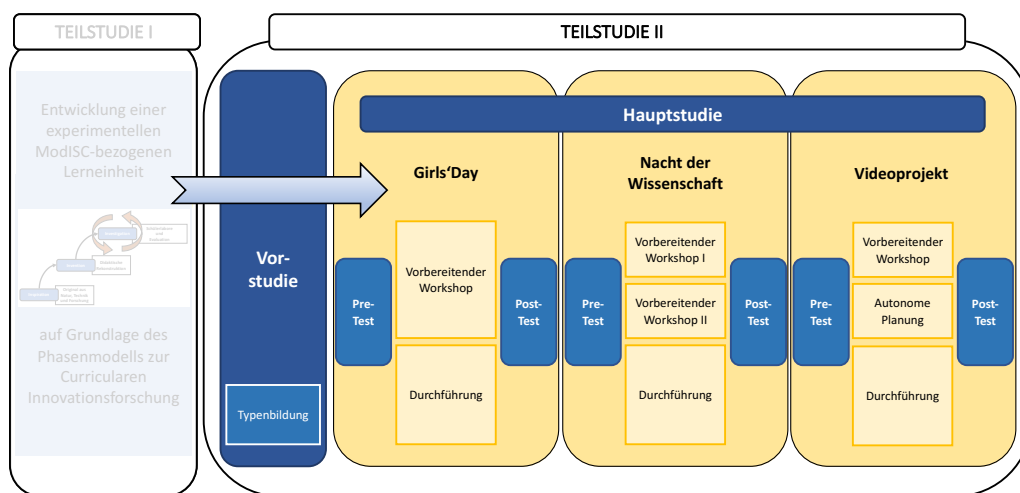 TEILSTUDIE I
Entwicklung einer
experimentellen
ModISC-bezogenen
Lerneinheit
auf Grundlage des
Phasenmodells zur
Curricularen
Innovationsforschung
TEILSTUDIE II
Vor-
studie
Typenbildung
Hauptstudie
Girls‘Day
Pre-
Test
Vorbereitender
Workshop
Durchführung
Post-
Test
Nacht der
Wissenschaft
Pre-
Test
Vorbereitender
Workshop I
Vorbereitender
Workshop II
Durchführung
Post-
Test
Videoprojekt
Pre-
Test
Vorbereitender
Workshop
Autonome
Planung
Durchführung
Post-
Test